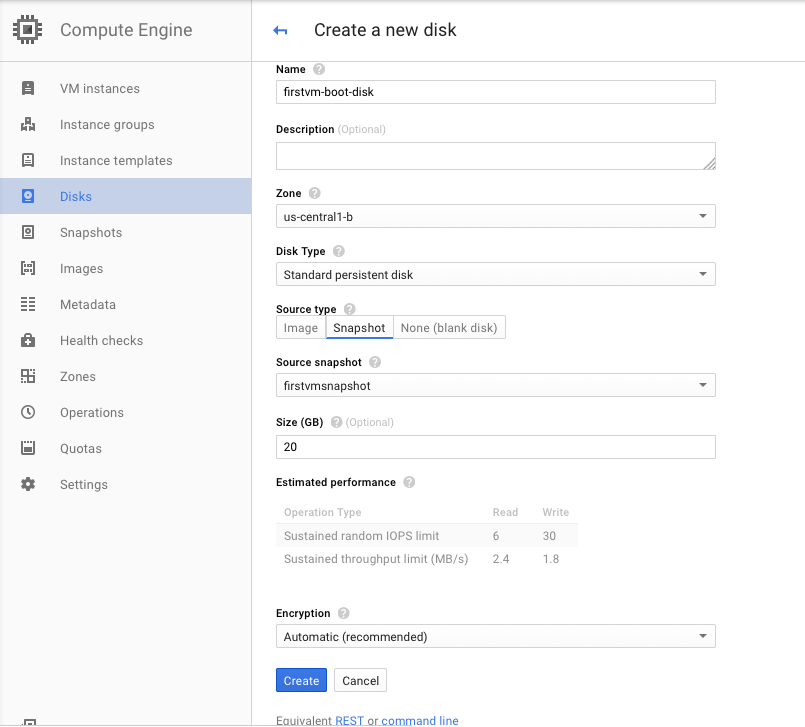 Compute Engine
Create a new disk
VM instances
Instance groups
Instance templates
Disks
Snapshots
Images
Metadata
Health checks
Zones
Operations
Quotas
Settings
Name ?
firstvm-boot-disk
Description (Optional)
Zone ?
us-central1-b
Disk Type ?
Standard persistent disk
Source type ?
Image Snapshot None (blank disk)
Source snapshot ?
firstvmsnapshot
Size (GB) ? (Optional)
20
Estimated performance ?
Operation Type Read Write
Sustained random IOPS limit 6 30
Sustained throughput limit (MB/s) 2.4 1.8
Encryption ?
Automatic (recommended)
Create Cancel
Equivalent REST or command line